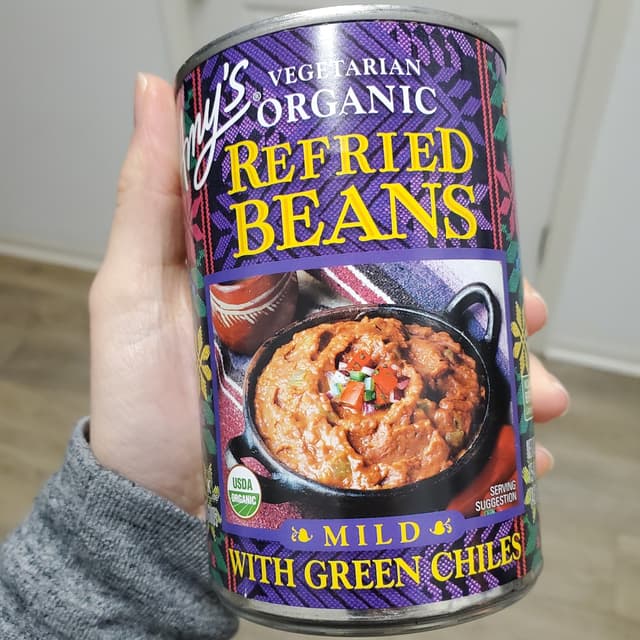 Amy's
VEGETARIAN
ORGANIC
REFRIED
BEANS
USDA
ORGANIC
SERVING
SUGGESTION
MILD
WITH GREEN CHILES